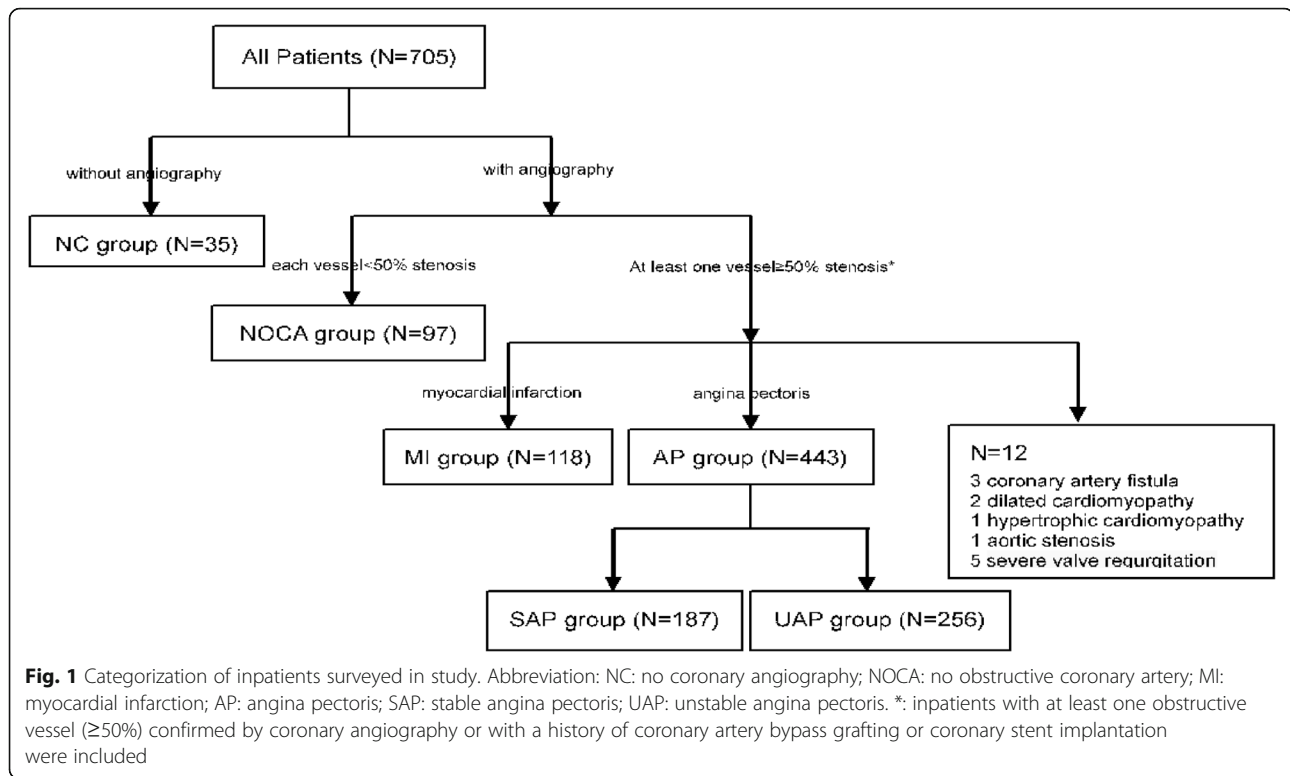 All Patients (N=705)
without angiography
with angiography
NC group (N=35)
each vessel<50% stenosis
At least one vessel≥50% stenosis*
NOCA group (N=97)
myocardial infarction
angina pectoris
MI group (N=118)
AP group (N=443)
N=12
3 coronary artery fistula
2 dilated cardiomyopathy
1 hypertrophic cardiomyopathy
1 aortic stenosis
5 severe valve regurgitation
SAP group (N=187)
UAP group (N=256)
Fig. 1 Categorization of inpatients surveyed in study. Abbreviation: NC: no coronary angiography; NOCA: no obstructive coronary artery; MI:
myocardial infarction; AP: angina pectoris; SAP: stable angina pectoris; UAP: unstable angina pectoris. *: inpatients with at least one obstructive
vessel (≥50%) confirmed by coronary angiography or with a history of coronary artery bypass grafting or coronary stent implantation
were included